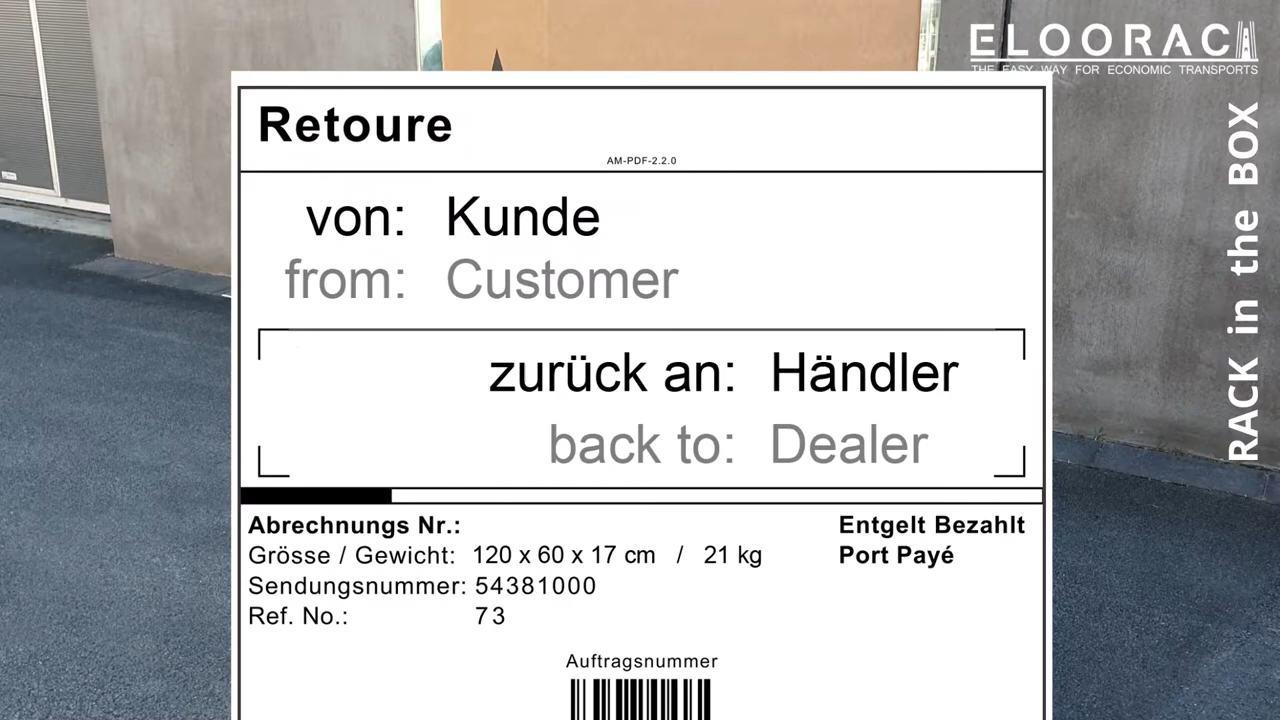 ELOORAC
THE EASY WAY FOR ECONOMIC TRANSPORTS
RACK in the BOX
Retoure
AM-PDF-2.2.0
von: Kunde
from: Customer
zurück an: Händler
back to: Dealer
Abrechnungs Nr.:
Entgelt Bezahlt
Grösse / Gewicht: 120 x 60 x 17 cm / 21 kg
Port Payé
Sendungsnummer: 54381000
Ref. No.: 73
Auftragsnummer